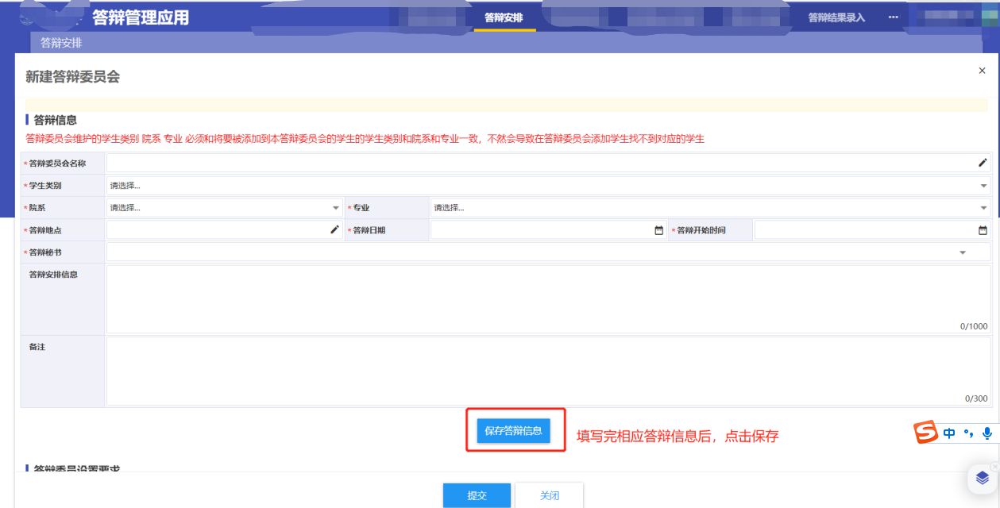 答辩管理应用
答辩安排
答辩结果录入
答辩安排
新建答辩委员会
答辩信息
答辩委员会维护的学生类别 院系 专业 必须和将要被添加到本答辩委员会的学生的学生类别和院系和专业一致，不然会导致在答辩委员会添加学生找不到对应的学生
*答辩委员会名称
*学生类别 请选择...
*院系 请选择... *专业 请选择...
*答辩地点 *答辩日期 *答辩开始时间
*答辩秘书
答辩安排信息
0/1000
备注
0/300
保存答辩信息
填写完相应答辩信息后，点击保存
中
答辩委员设置要求
提交
关闭